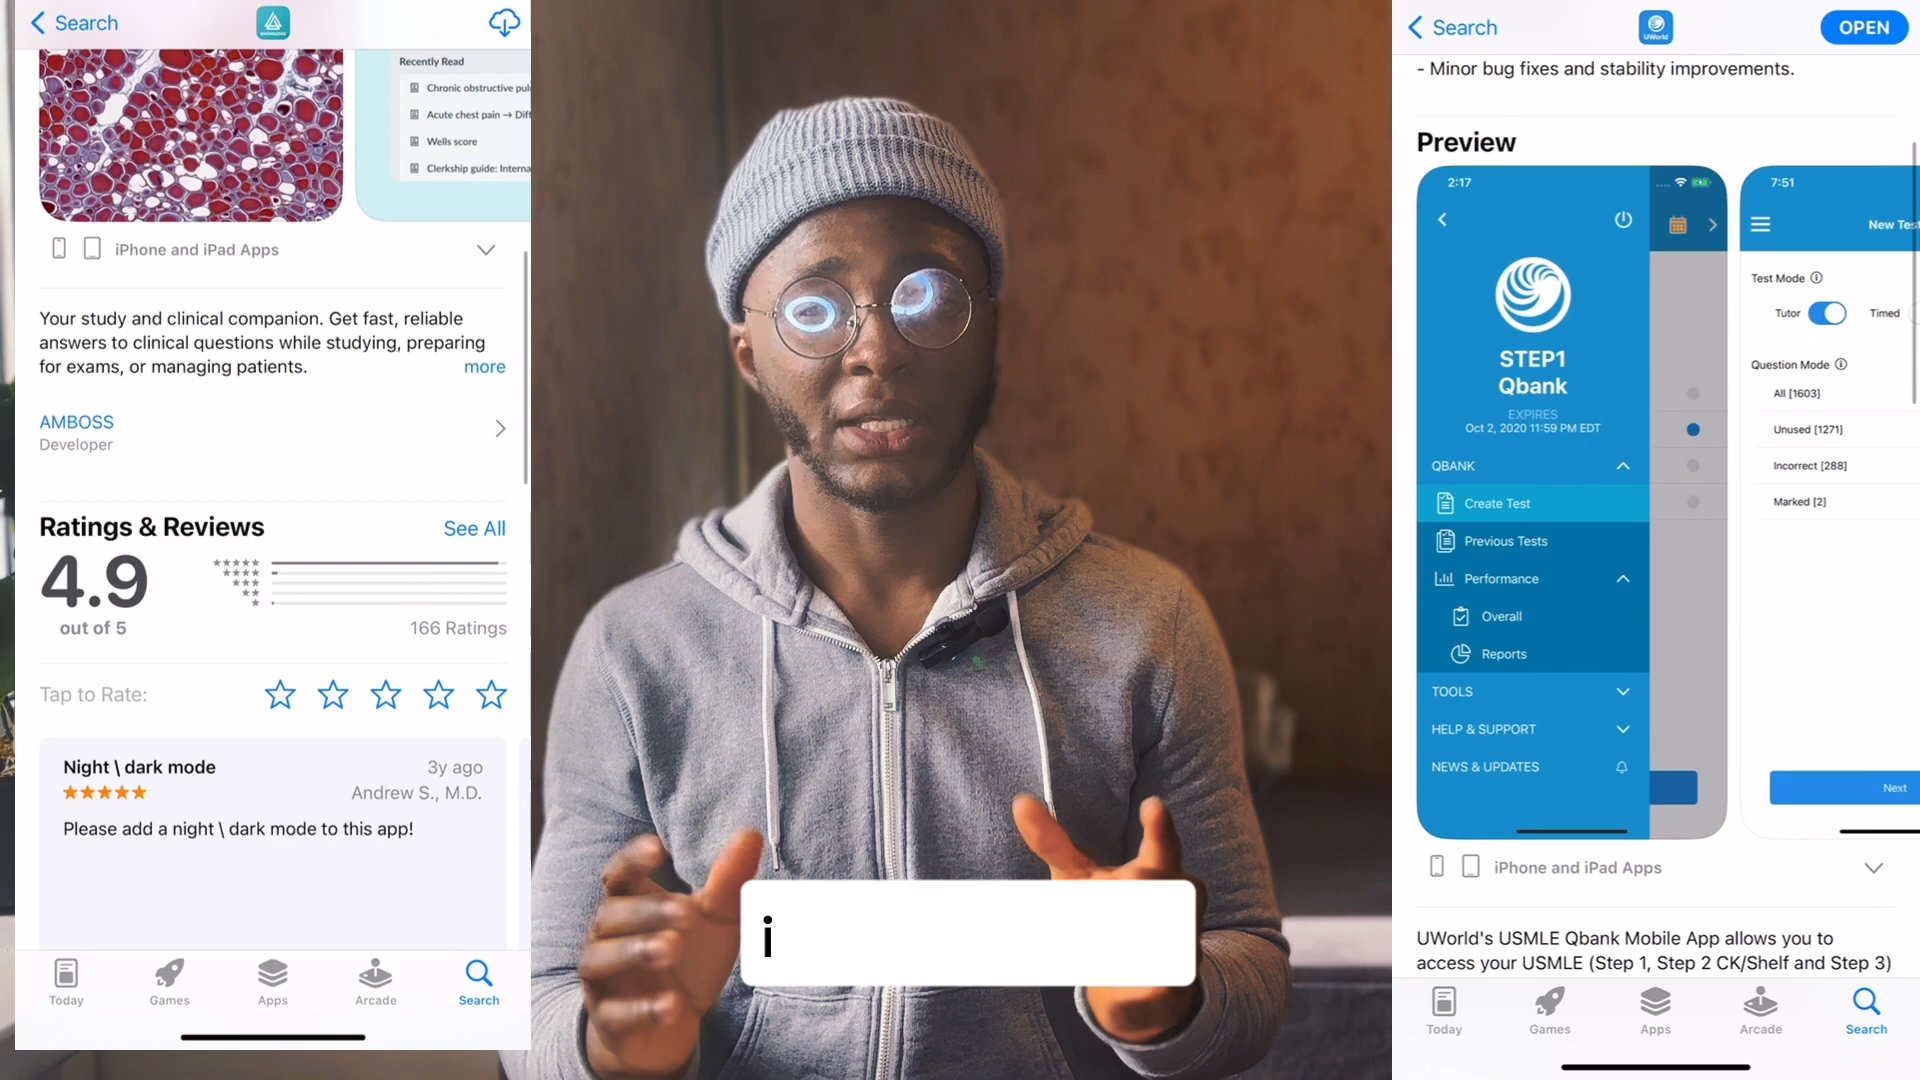 Search
KNOWLEDGE
Recently Read
Chronic obstructive pul
Acute chest pain → Diff
Wells score
Clerkship guide: Interna
iPhone and iPad Apps
Your study and clinical companion. Get fast, reliable
answers to clinical questions while studying, preparing
for exams, or managing patients.
more
AMBOSS
Developer
Ratings & Reviews
See All
4.9
out of 5
166 Ratings
Tap to Rate:
Night \ dark mode
3y ago
Andrew S., M.D.
Please add a night \ dark mode to this app!
Today
Games
Apps
Arcade
Search
i
Search
UWorld
OPEN
- Minor bug fixes and stability improvements.
Preview
2:17
STEP1
Qbank
EXPIRES
Oct 2, 2020 11:59 PM EDT
QBANK
Create Test
Previous Tests
Performance
Overall
Reports
TOOLS
HELP & SUPPORT
NEWS & UPDATES
7:51
New Test
Test Mode
Tutor
Timed
Question Mode
All [1603]
Unused [1271]
Incorrect [288]
Marked [2]
Next
iPhone and iPad Apps
UWorld's USMLE Qbank Mobile App allows you to
access your USMLE (Step 1, Step 2 CK/Shelf and Step 3)
Today
Games
Apps
Arcade
Search